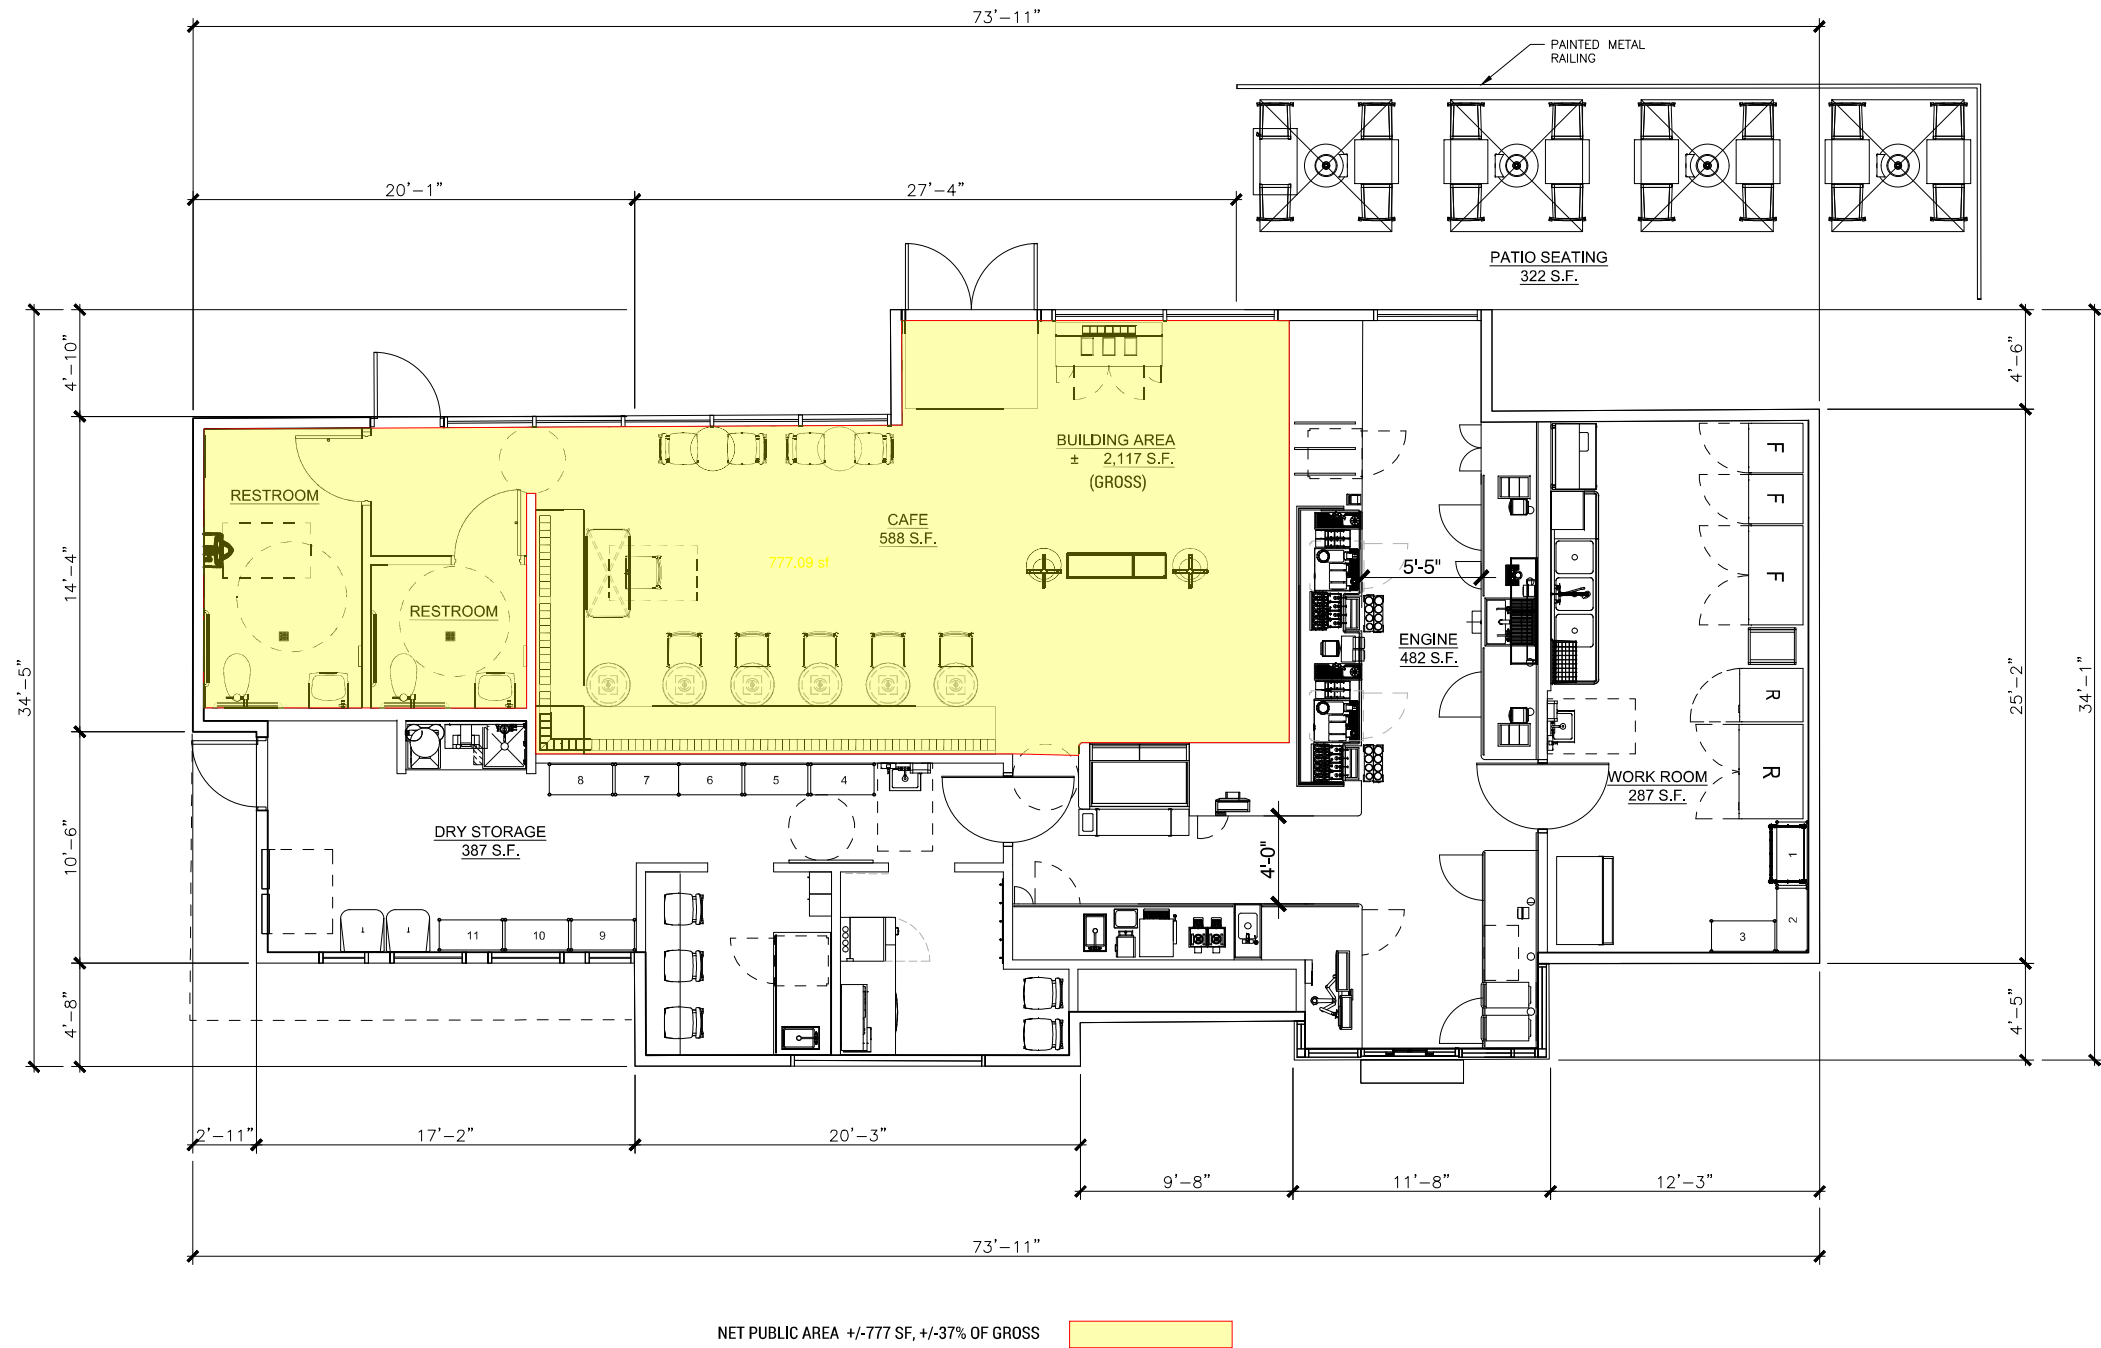 73'-11"
PAINTED METAL
RAILING
20'-1"
27'-4"
PATIO SEATING
322 S.F.
4'-10"
4'-6"
BUILDING AREA
± 2,117 S.F.
(GROSS)
F
RESTROOM
F
CAFE
588 S.F.
14'-4"
777.09 sf
5'-5"
F
RESTROOM
ENGINE
482 S.F.
34'-5"
25'-2"
34'-1"
R
8
7
6
5
4
WORK ROOM
287 S.F.
R
10'-6"
DRY STORAGE
387 S.F.
4'-0"
1
11
10
9
2
3
4'-8"
4'-5"
2'-11"
17'-2"
20'-3"
9'-8"
11'-8"
12'-3"
73'-11"
NET PUBLIC AREA +/-777 SF, +/-37% OF GROSS